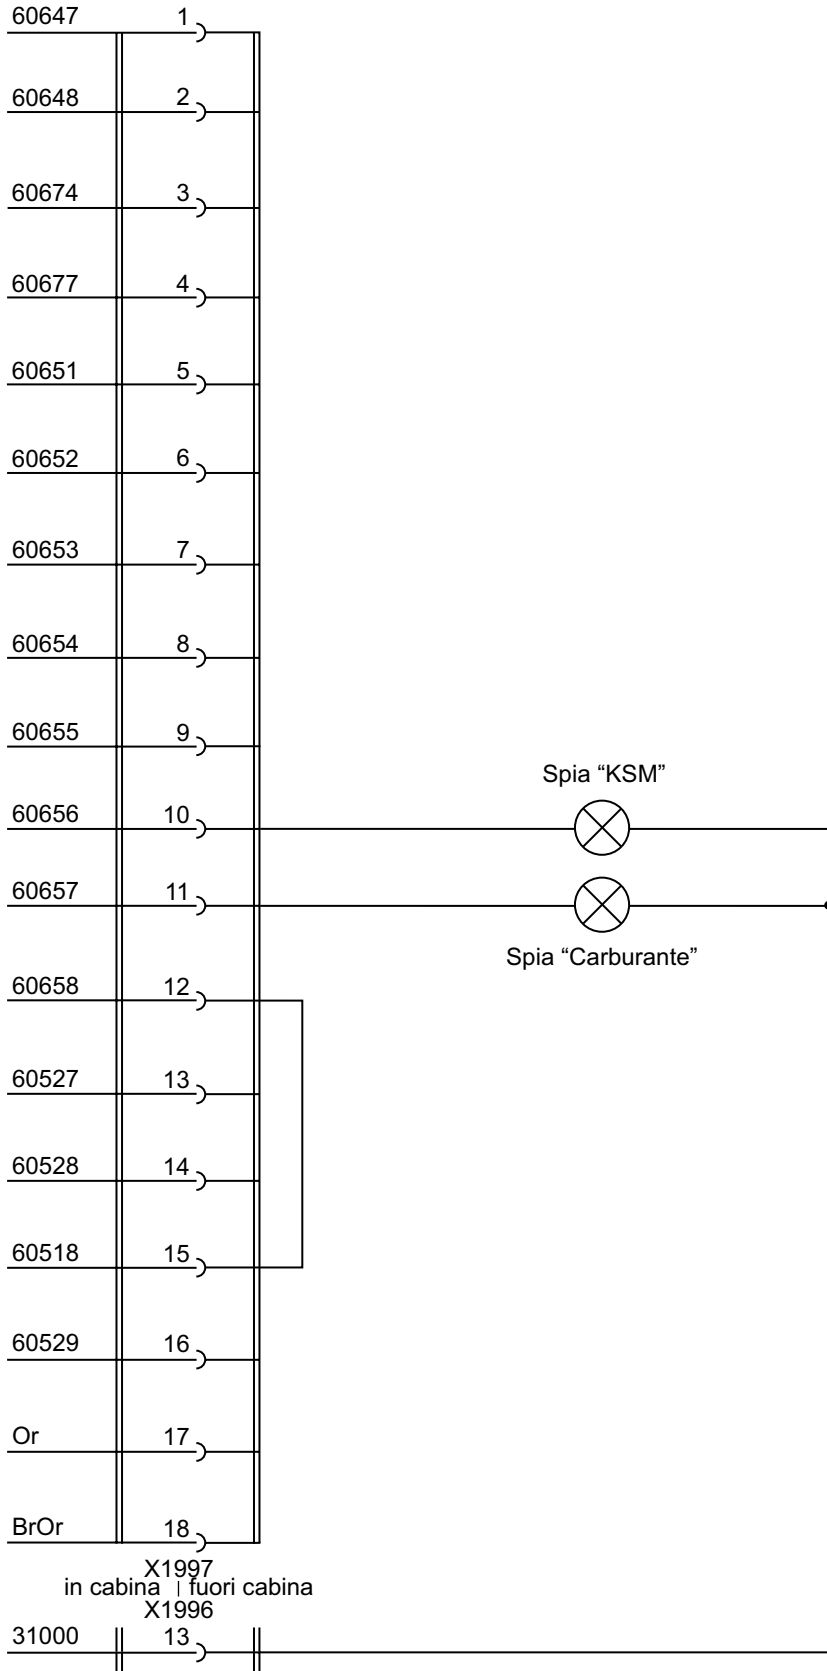 60647 1
60648 2
60674 3
60677 4
60651 5
60652 6
60653 7
60654 8
60655 9
Spia “KSM”
60656 10
60657 11
Spia “Carburante”
60658 12
60527 13
60528 14
60518 15
60529 16
Or 17
BrOr 18
X1997
in cabina | fuori cabina
X1996
31000 13